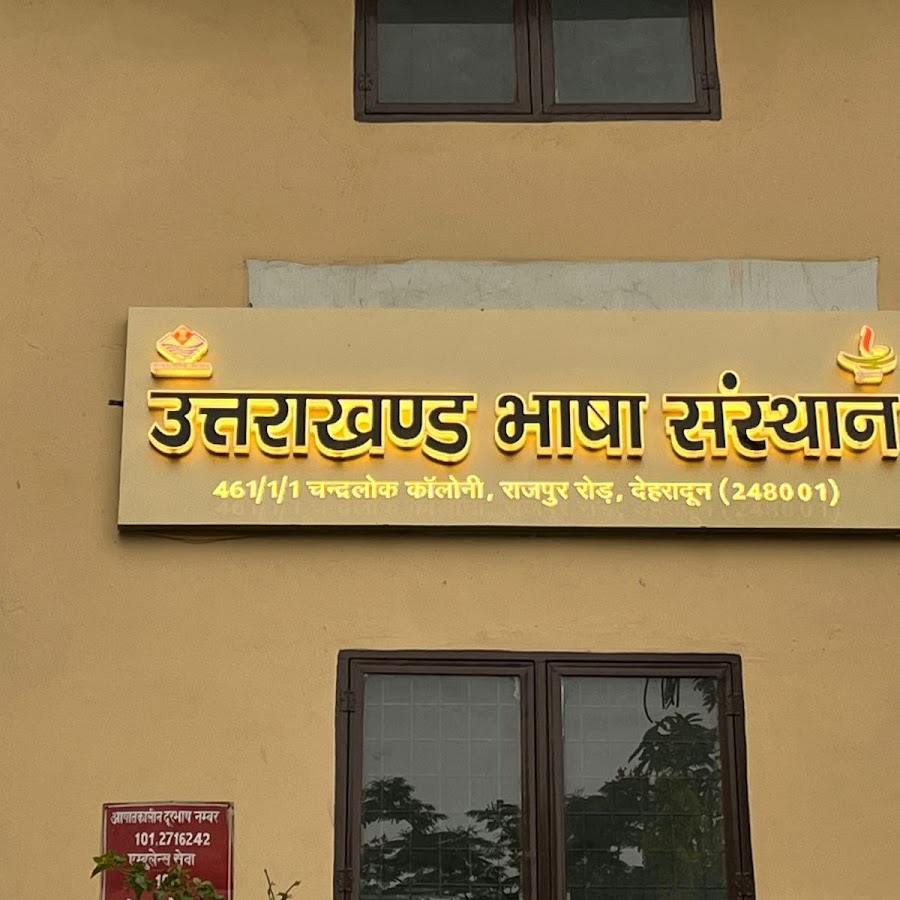 उत्तराखण्ड भाषा संस्थान
461/1/1 चन्द्रलोक कॉलोनी, राजपुर रोड़, देहरादून (248001)
आपातकालीन दूरभाष नम्बर
101,2716242
एम्बुलेन्स सेवा